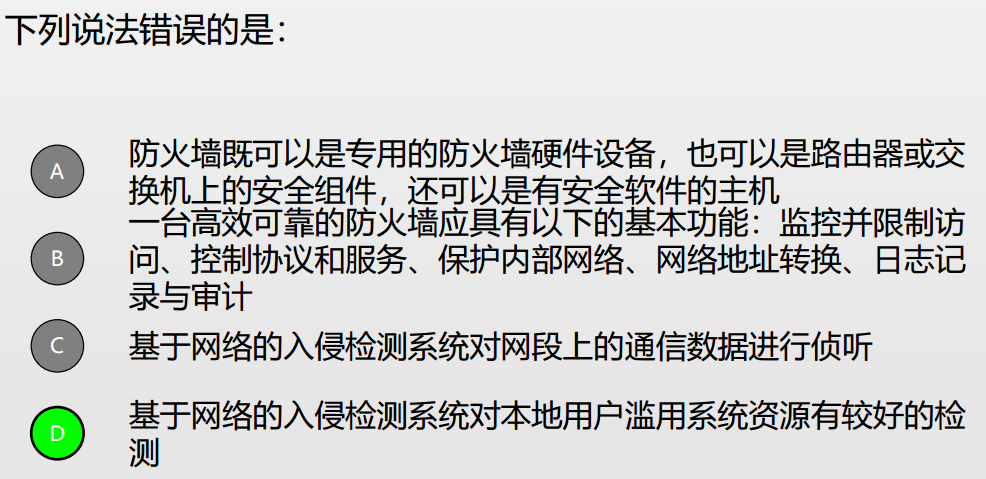 下列说法错误的是：
A
防火墙既可以是专用的防火墙硬件设备，也可以是路由器或交
换机上的安全组件，还可以是有安全软件的主机
B
一台高效可靠的防火墙应具有以下的基本功能：监控并限制访
问、控制协议和服务、保护内部网络、网络地址转换、日志记
录与审计
C
基于网络的入侵检测系统对网段上的通信数据进行侦听
D
基于网络的入侵检测系统对本地用户滥用系统资源有较好的检
测